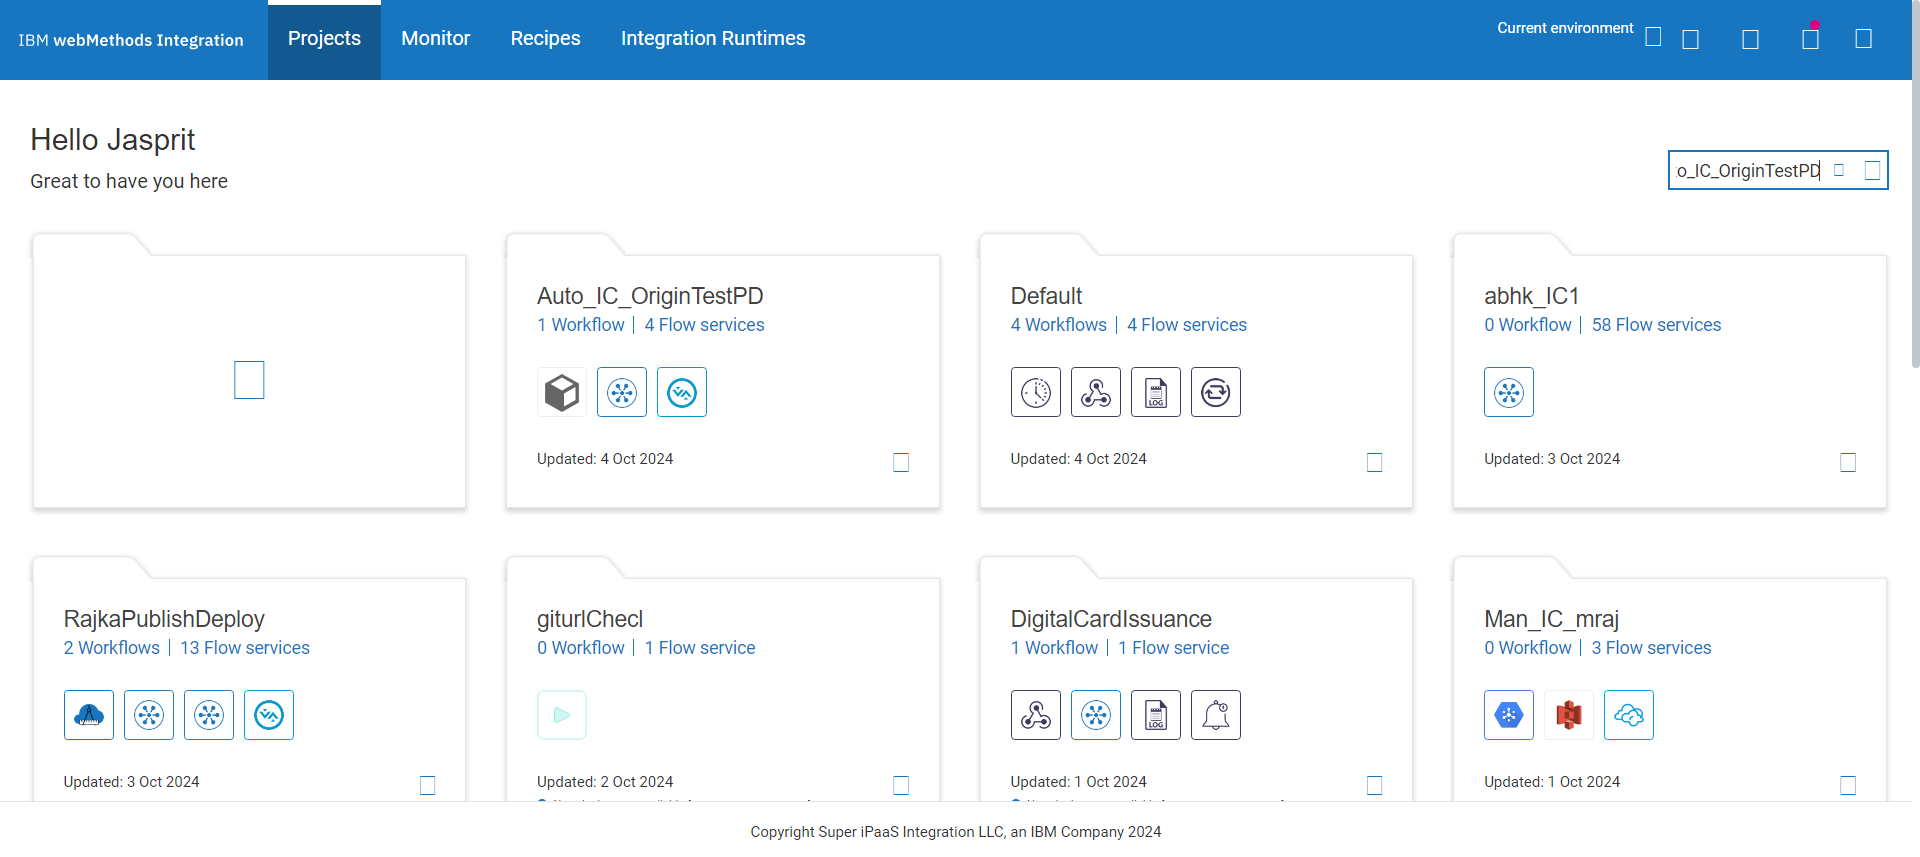 IBM webMethods Integration
Projects
Monitor
Recipes
Integration Runtimes
Current environment
Hello Jasprit
Great to have you here
o_IC_OriginTestPD
Auto_IC_OriginTestPD
1 Workflow | 4 Flow services
Updated: 4 Oct 2024
Default
4 Workflows | 4 Flow services
LOG
Updated: 4 Oct 2024
abhk_IC1
0 Workflow | 58 Flow services
Updated: 3 Oct 2024
RajkaPublishDeploy
2 Workflows | 13 Flow services
Updated: 3 Oct 2024
giturlChecl
0 Workflow | 1 Flow service
Updated: 2 Oct 2024
DigitalCardIssuance
1 Workflow | 1 Flow service
LOG
Updated: 1 Oct 2024
Man_IC_mraj
0 Workflow | 3 Flow services
Updated: 1 Oct 2024
Copyright Super iPaaS Integration LLC, an IBM Company 2024